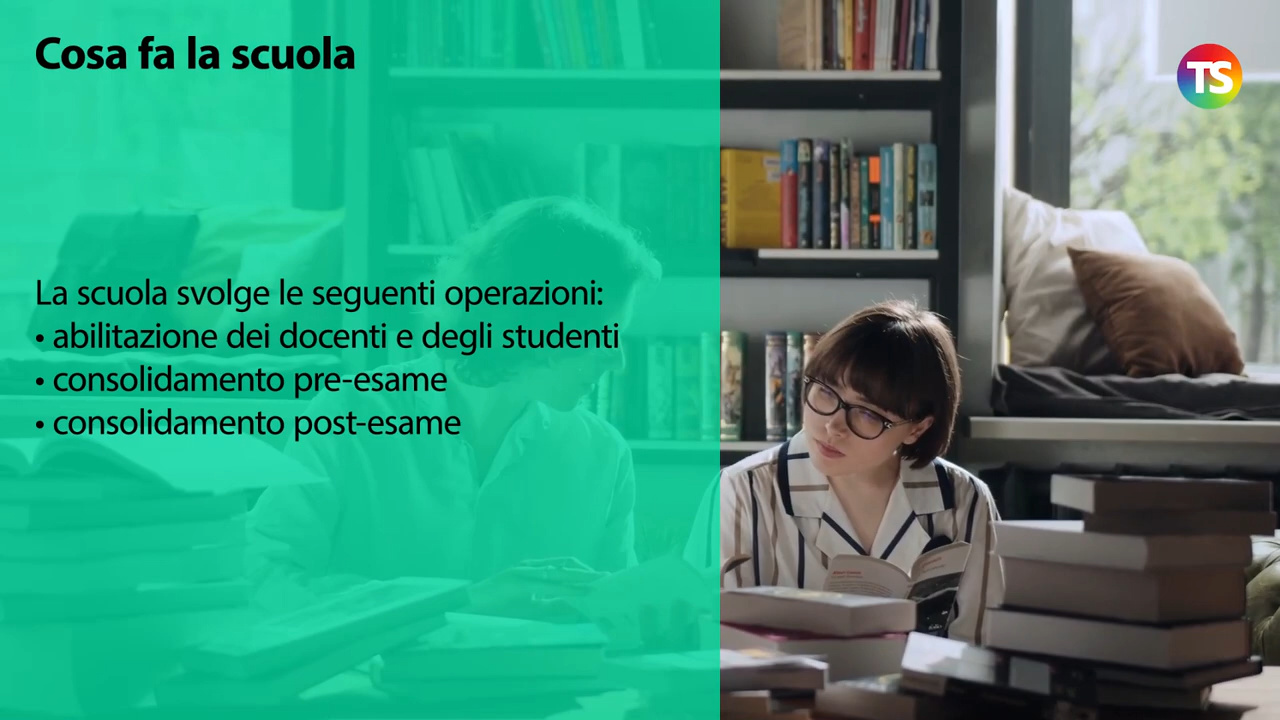 Cosa fa la scuola
TS
La scuola svolge le seguenti operazioni:
• abilitazione dei docenti e degli studenti
• consolidamento pre-esame
• consolidamento post-esame